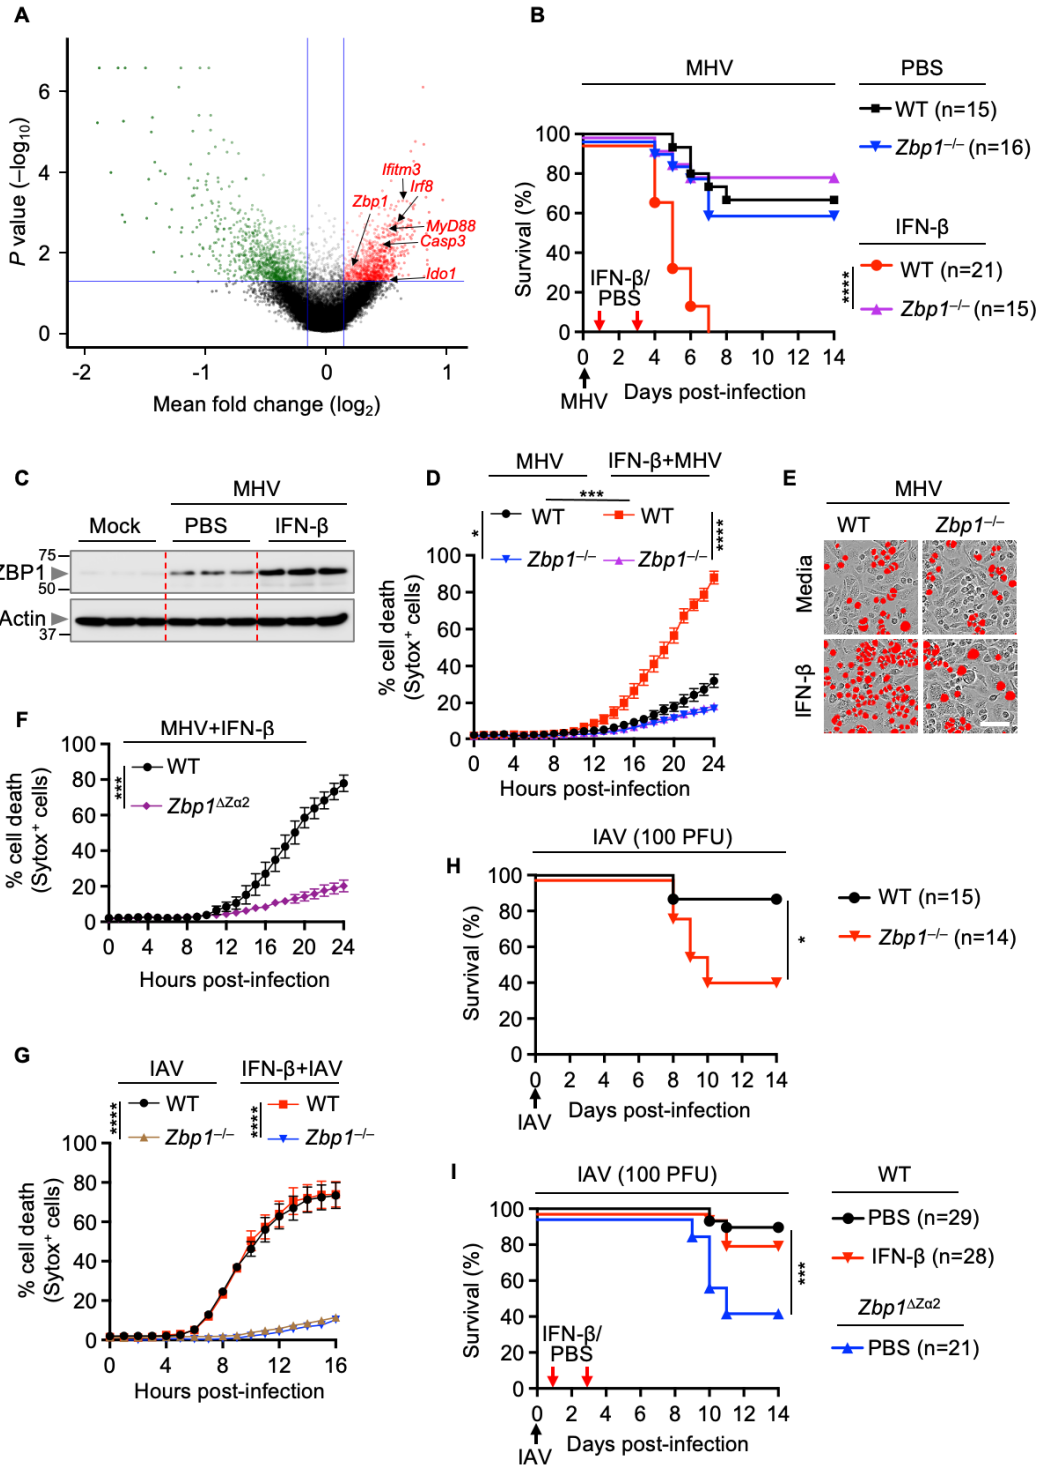 A
P value (–log10)
6
4
2
0
-2
-1
0
1
Mean fold change (log2)
Ifitm3
Irf8
Zbp1
MyD88
Casp3
Ido1
B
MHV
Survival (%)
100
80
60
40
20
0
IFN-β/
PBS
0 2 4 6 8 10 12 14
Days post-infection
MHV
PBS
WT (n=15)
Zbp1–/– (n=16)
IFN-β
WT (n=21)
****
Zbp1–/– (n=15)
C
MHV
Mock PBS IFN-β
75
ZBP1
50
Actin
37
D
MHV IFN-β+MHV
***
WT WT
* ****
Zbp1–/– Zbp1–/–
% cell death
(Sytox+ cells)
100
80
60
40
20
0
0 4 8 12 16 20 24
Hours post-infection
E
MHV
WT Zbp1–/–
Media
IFN-β
F
MHV+IFN-β
WT
***
Zbp1ΔZα2
% cell death
(Sytox+ cells)
100
80
60
40
20
0
0 4 8 12 16 20 24
Hours post-infection
G
IAV IFN-β+IAV
WT WT
**** ****
Zbp1–/– Zbp1–/–
% cell death
(Sytox+ cells)
100
80
60
40
20
0
0 4 8 12 16
Hours post-infection
H
IAV (100 PFU)
Survival (%)
100
80
60
40
20
0
0 2 4 6 8 10 12 14
Days post-infection
IAV
*
WT (n=15)
Zbp1–/– (n=14)
I
IAV (100 PFU)
Survival (%)
100
80
60
40
20
0
IFN-β/
PBS
0 2 4 6 8 10 12 14
Days post-infection
IAV
***
WT
PBS (n=29)
IFN-β (n=28)
Zbp1ΔZα2
PBS (n=21)